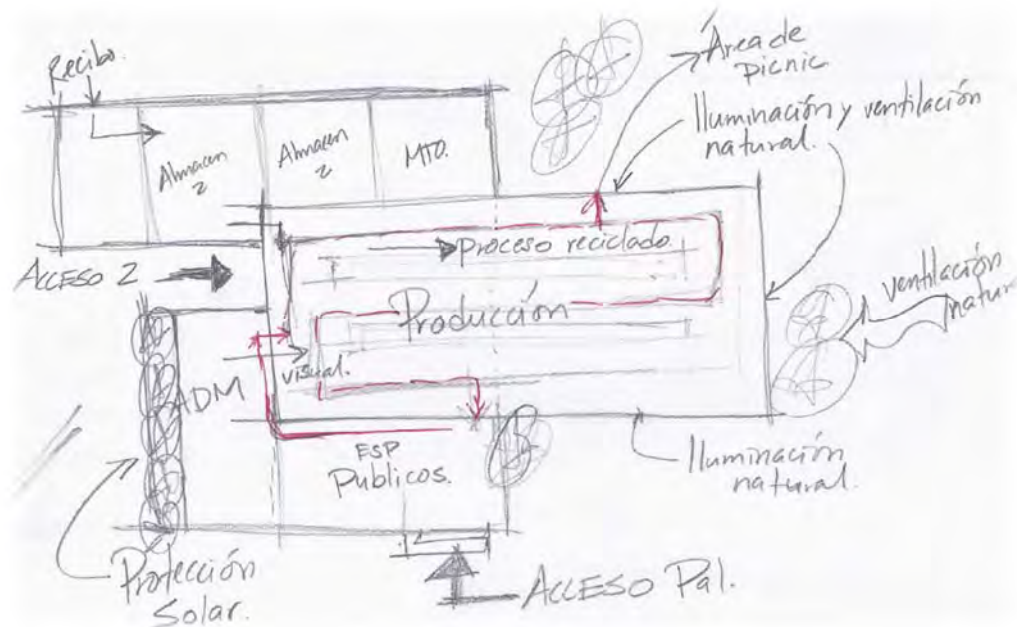 Recibo.
Área de
picnic
Iluminación y ventilación
natural.
Almacen
2
Almacen
2
MTO.
proceso reciclado.
ACCESO 2
Producción
ventilación
natur
visual.
ADM
ESP
Publicos.
Iluminación
natural.
Protección
Solar.
ACCESO Pal.